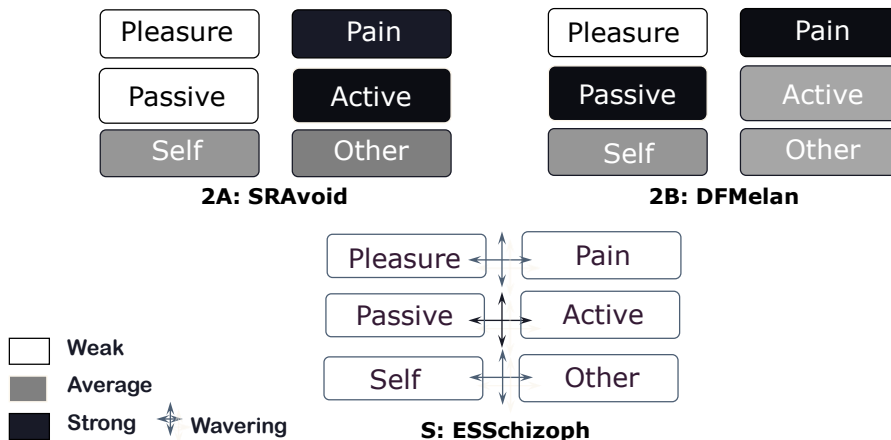 Pleasure Pain
Passive Active
Self Other
2A: SRAvoid
Pleasure Pain
Passive Active
Self Other
2B: DFMelan
Pleasure Pain
Passive Active
Self Other
S: ESSchizoph
Weak
Average
Strong Wavering